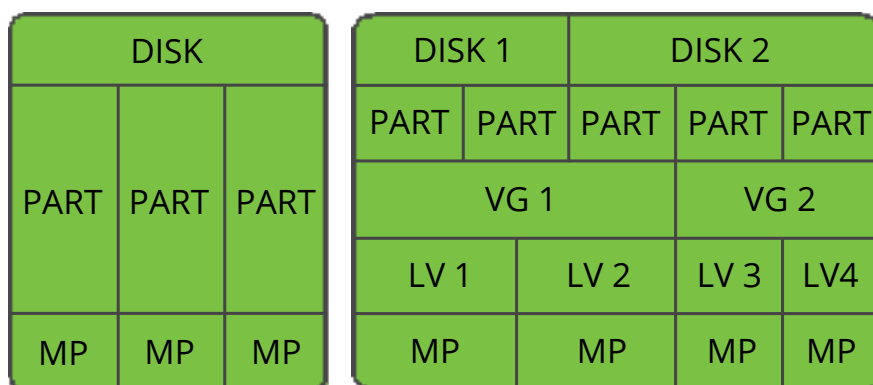 DISK
PART PART PART
MP MP MP
DISK 1 DISK 2
PART PART PART PART PART
VG 1 VG 2
LV 1 LV 2 LV 3 LV4
MP MP MP MP